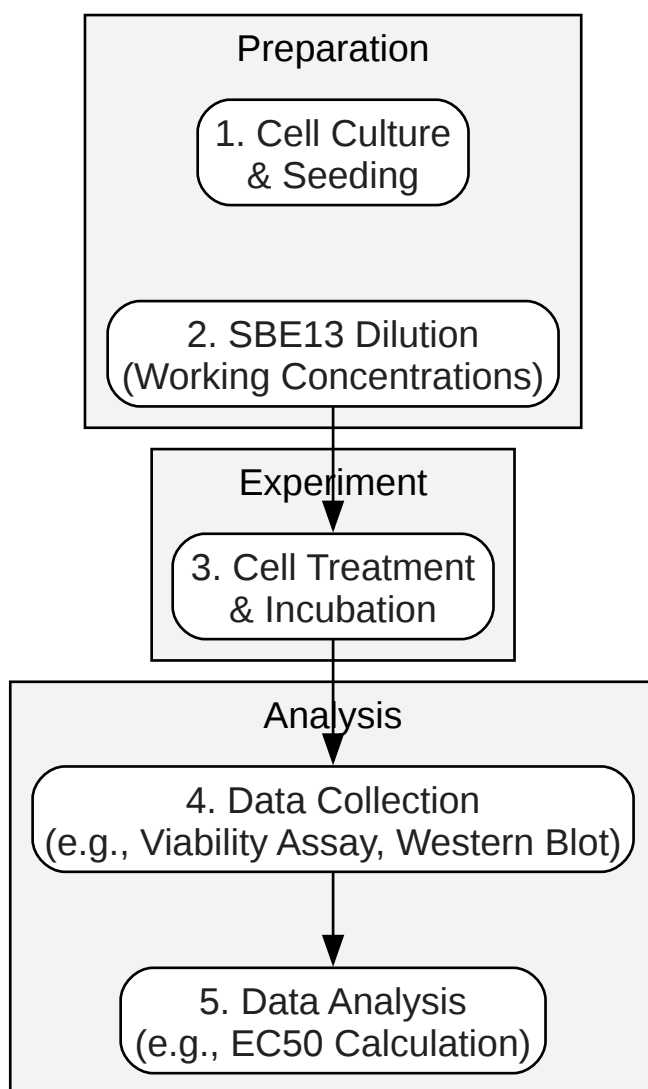 Preparation
1. Cell Culture
& Seeding
2. SBE13 Dilution
(Working Concentrations)
Experiment
3. Cell Treatment
& Incubation
Analysis
4. Data Collection
(e.g., Viability Assay, Western Blot)
5. Data Analysis
(e.g., EC50 Calculation)